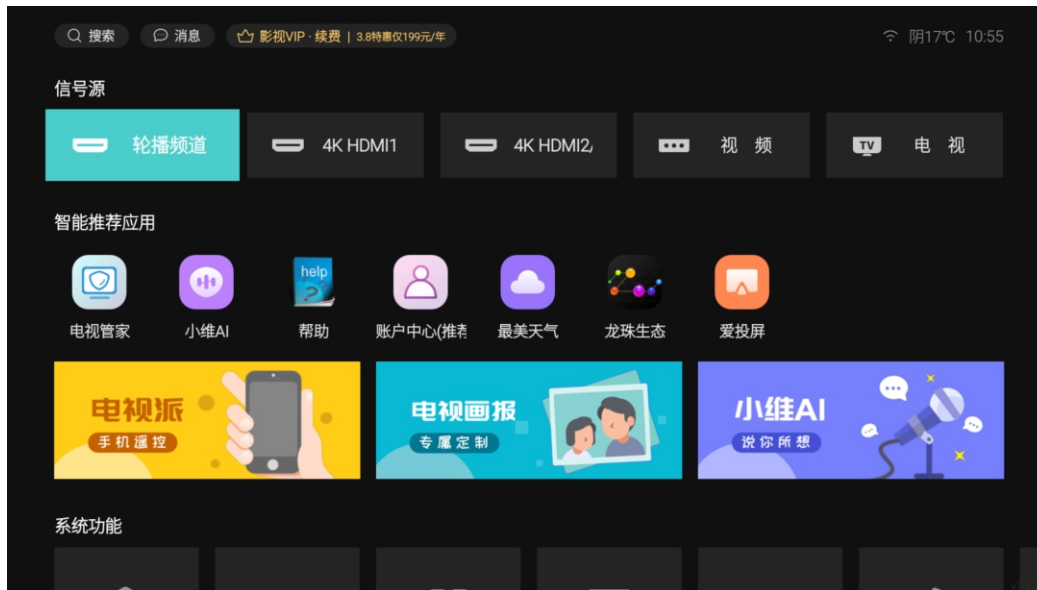 搜索 消息 影视VIP · 续费 | 3.8特惠仅199元/年 阴17℃ 10:55
信号源
轮播频道 4K HDMI1 4K HDMI2/ 视 频 TV 电 视
智能推荐应用
help
电视管家 小维AI 帮助 账户中心(推荐 最美天气 龙珠生态 爱投屏
电视派 电视画报 小维AI
手机遥控 专属定制 说你所想
系统功能